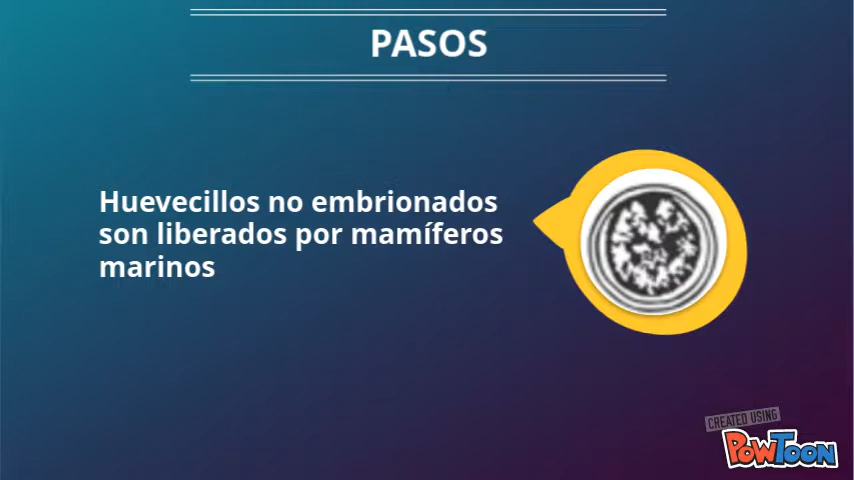 PASOS
Huevecillos no embrionados
son liberados por mamíferos
marinos
CREATED USING
POWTOON